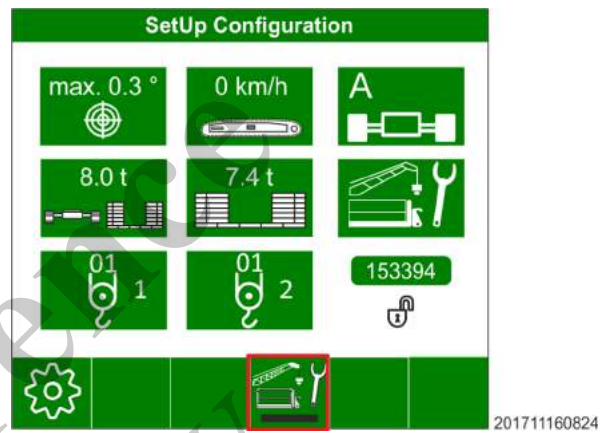 SetUp Configuration
max. 0.3 °
0 km/h
A
8.0 t
7.4 t
01
1
01
2
153394
201711160824